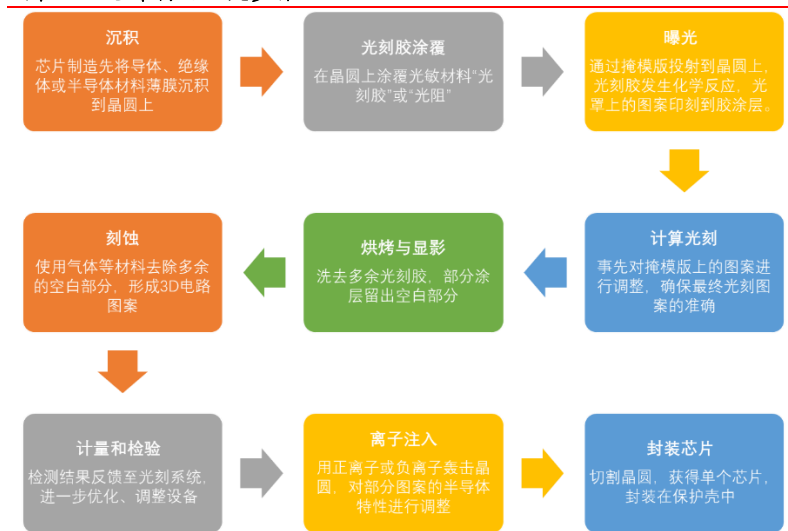 沉积
芯片制造先将导体、绝缘
体或半导体材料薄膜沉积
到晶圆上
光刻胶涂覆
在晶圆上涂覆光敏材料“光
刻胶”或“光阻”
曝光
通过掩模版投射到晶圆上，
光刻胶发生化学反应，光
罩上的图案印刻到胶涂层。
刻蚀
使用气体等材料去除多余
的空白部分，形成3D电路
图案
烘烤与显影
洗去多余光刻胶，部分涂
层留出空白部分
计算光刻
事先对掩模版上的图案进
行调整，确保最终光刻图
案的准确
计量和检验
检测结果反馈至光刻系统，
进一步优化、调整设备
离子注入
用正离子或负离子轰击晶
圆，对部分图案的半导体
特性进行调整
封装芯片
切割晶圆，获得单个芯片，
封装在保护壳中